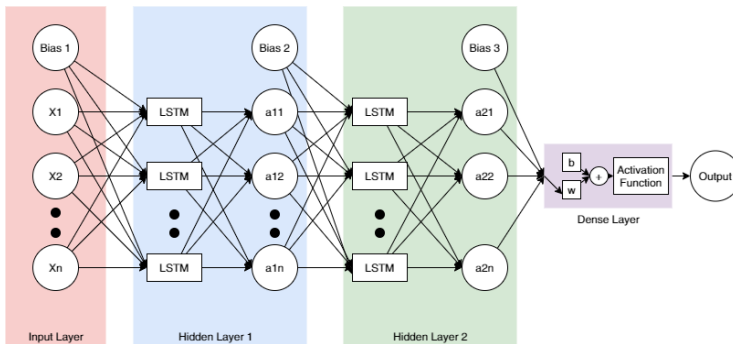 Bias 1
Bias 2
Bias 3
X1
LSTM
a11
LSTM
a21
X2
LSTM
a12
LSTM
a22
b
w
+
Activation
Function
Output
Dense Layer
Xn
LSTM
a1n
LSTM
a2n
Input Layer
Hidden Layer 1
Hidden Layer 2